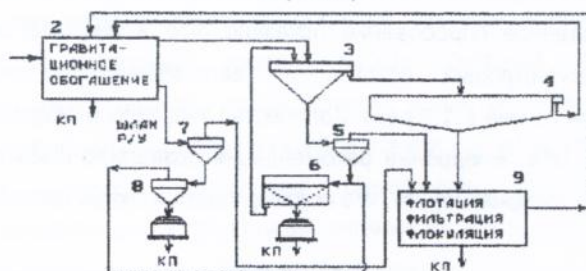 2
ГРАВИТА-
ЦИОННОЕ
ОБОГАЩЕНИЕ
КП
ШЛАМ
Р/У
7
8
КП
3
5
6
КП
4
9
ФЛОТАЦИЯ
ФИЛЬТРАЦИЯ
ФЛОКУЛЯЦИЯ
КП